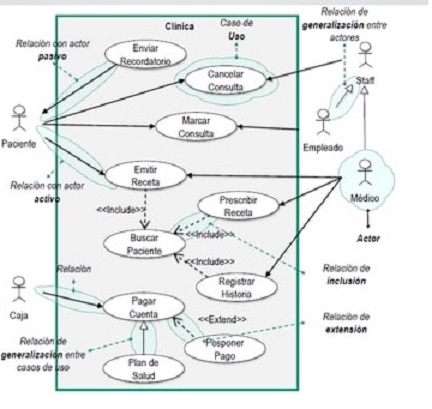 Relación con actor
pasivo
Enviar
Recordatorio
Clínica
Caso de
Uso
Relación de
generalización entre
actores
Cancelar
Consulta
Staff
Paciente
Marcar
Consulta
Empleado
Relación con actor
activo
Emitir
Receta
Médico
<<Include>>
Prescribir
Receta
Actor
Buscar
Paciente
<<Include>>
<<Include>>
Relación
Registrar
Historia
Relación de
inclusión
Caja
Pagar
Cuenta
<<Extend>>
Posponer
Pago
Relación de
extensión
Relación de
generalización entre
casos de uso
Plan de
Salud